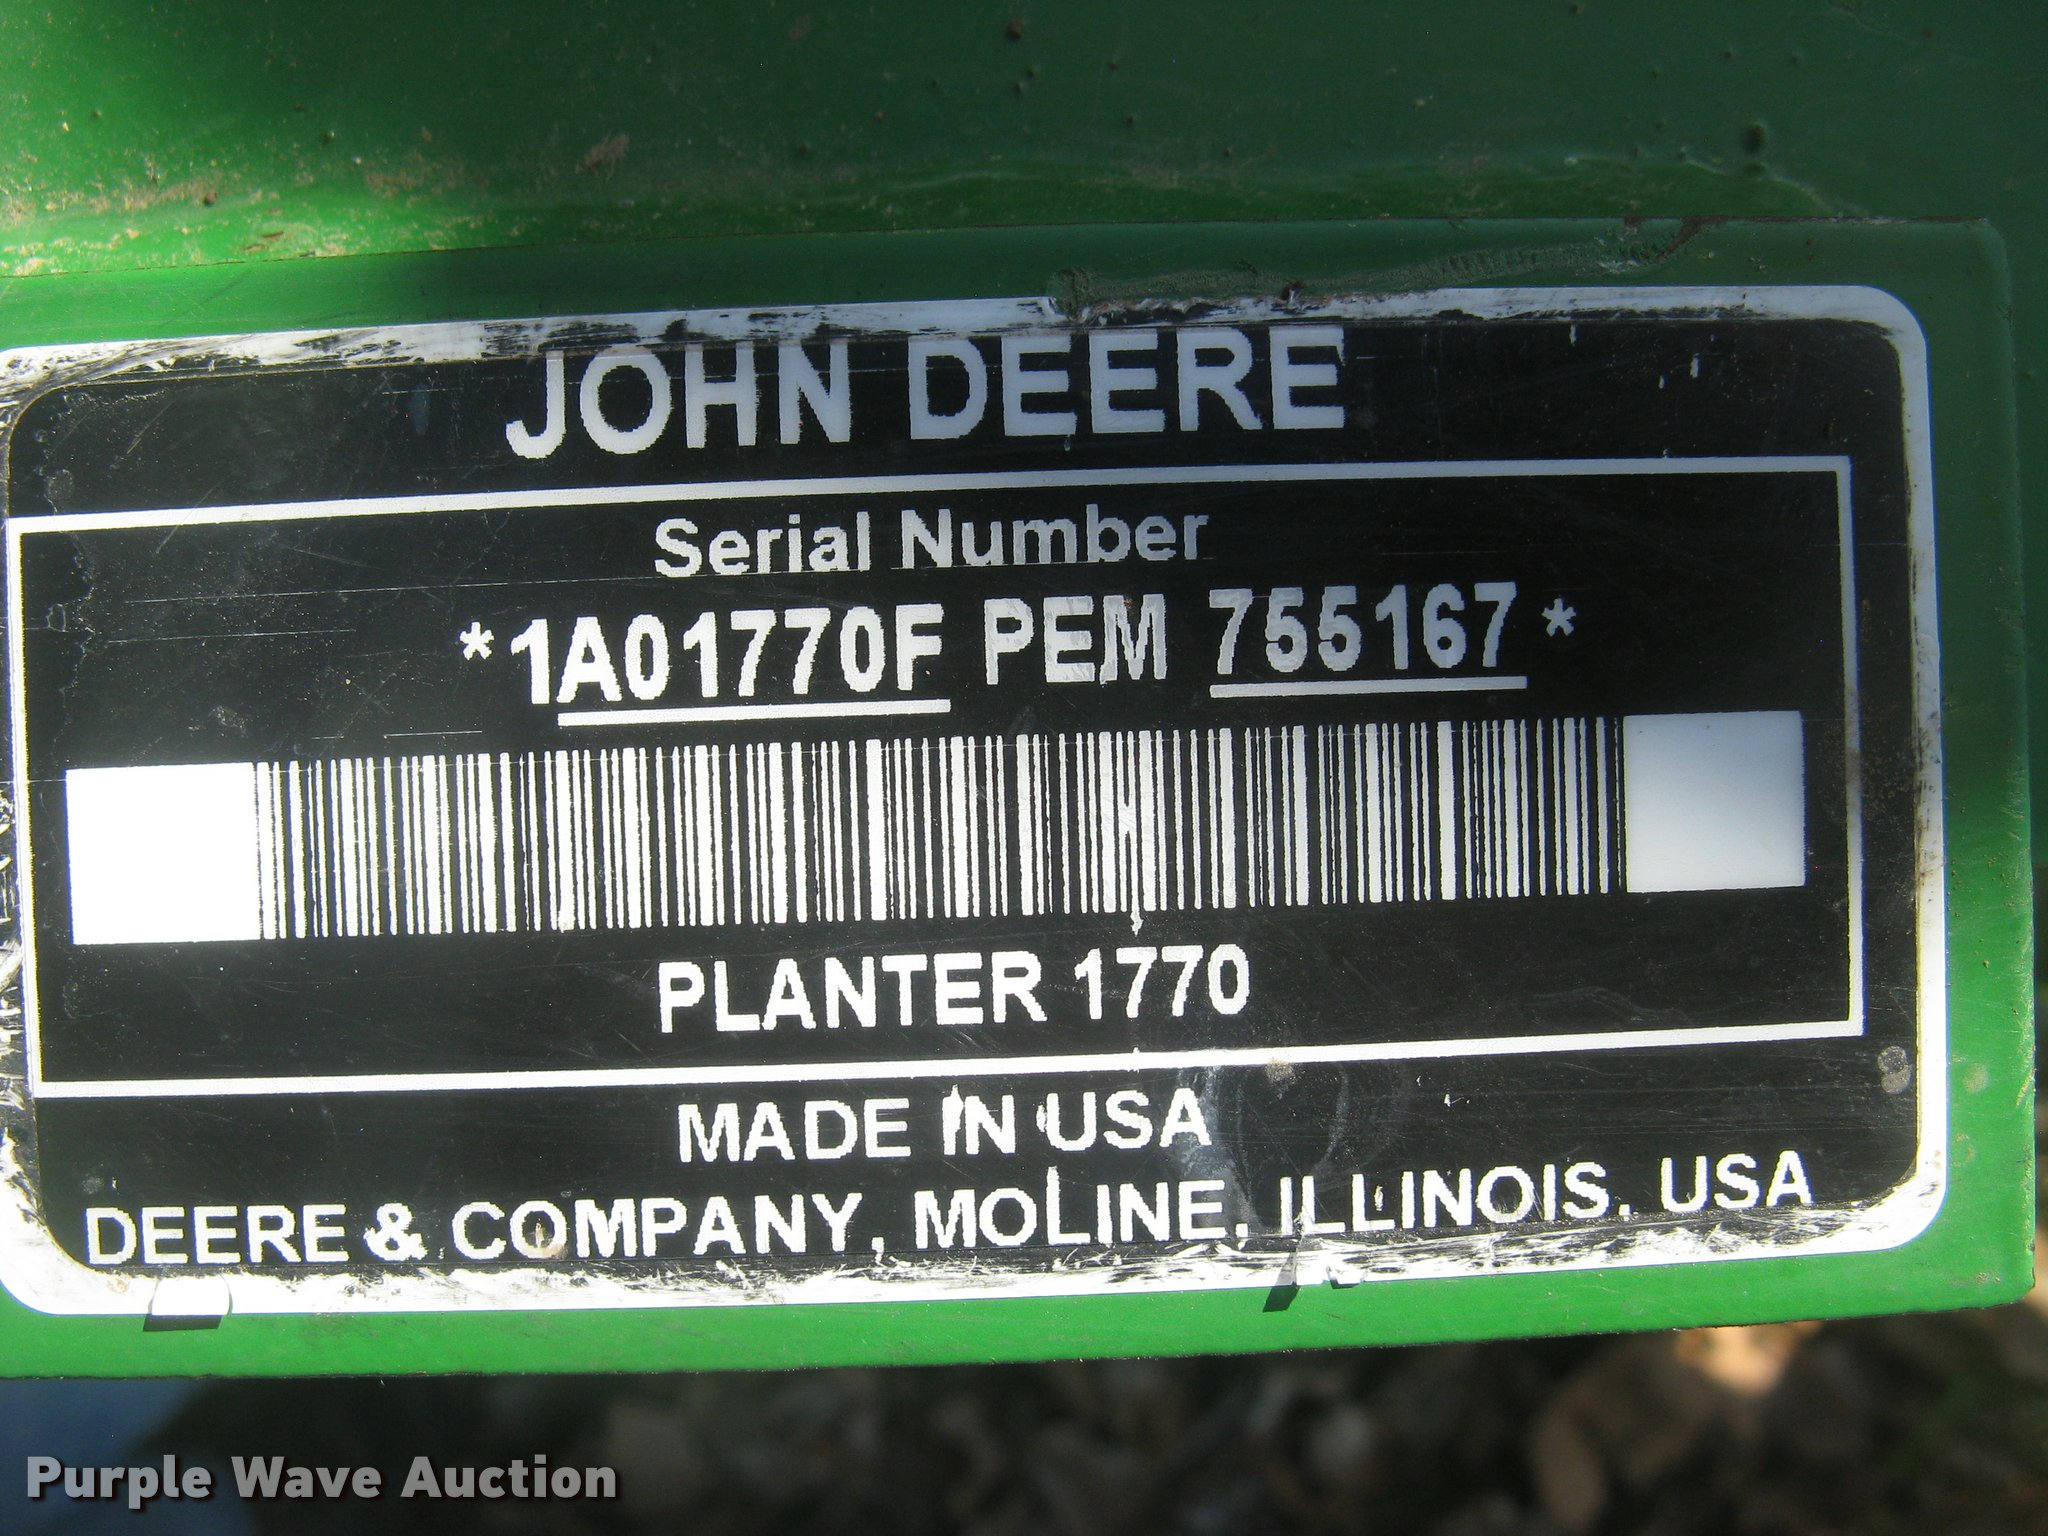 JOHN DEERE
Serial Number
*1A01770F PEM 755167*
PLANTER 1770
MADE IN USA
DEERE & COMPANY, MOLINE, ILLINOIS, USA
Purple Wave Auction